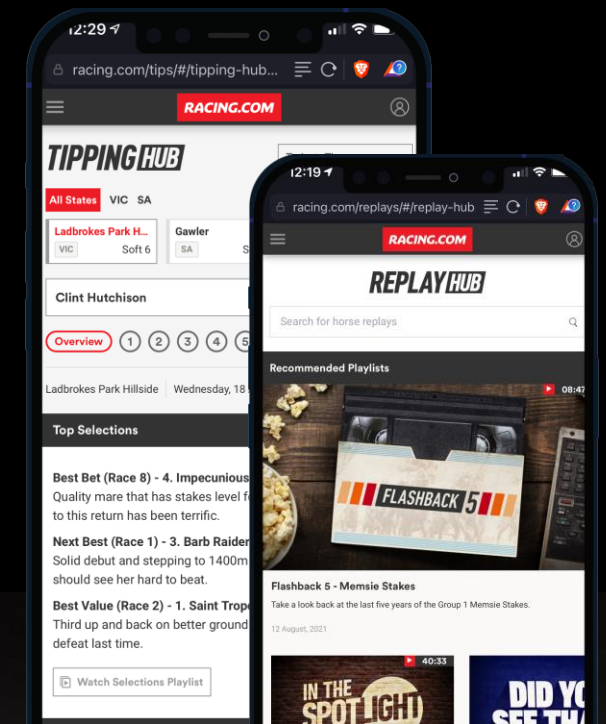 12:29
racing.com/tips/#/tipping-hub...
RACING.COM
TIPPING HUB
All States VIC SA
Ladbrokes Park H...
VIC Soft 6
Gawler
SA
Clint Hutchison
Overview 1 2 3 4 5
Ladbrokes Park Hillside Wednesday, 18
Top Selections
Best Bet (Race 8) - 4. Impecunious
Quality mare that has stakes level
to this return has been terrific.
Next Best (Race 1) - 3. Barb Raider
Solid debut and stepping to 1400m
should see her hard to beat.
Best Value (Race 2) - 1. Saint
Third up and back on better ground
defeat last time.
Watch Selections Playlist
12:19
racing.com/replays/#/replay-hub
RACING.COM
REPLAY HUB
Search for horse replays
Recommended Playlists
08:47
FLASHBACK 5
Flashback 5 - Memsie Stakes
Take a look back at the last five years of the Group 1 Memsie Stakes.
12 August, 2021
40:33
IN THE
SPOTLIGHT
DID
SEE